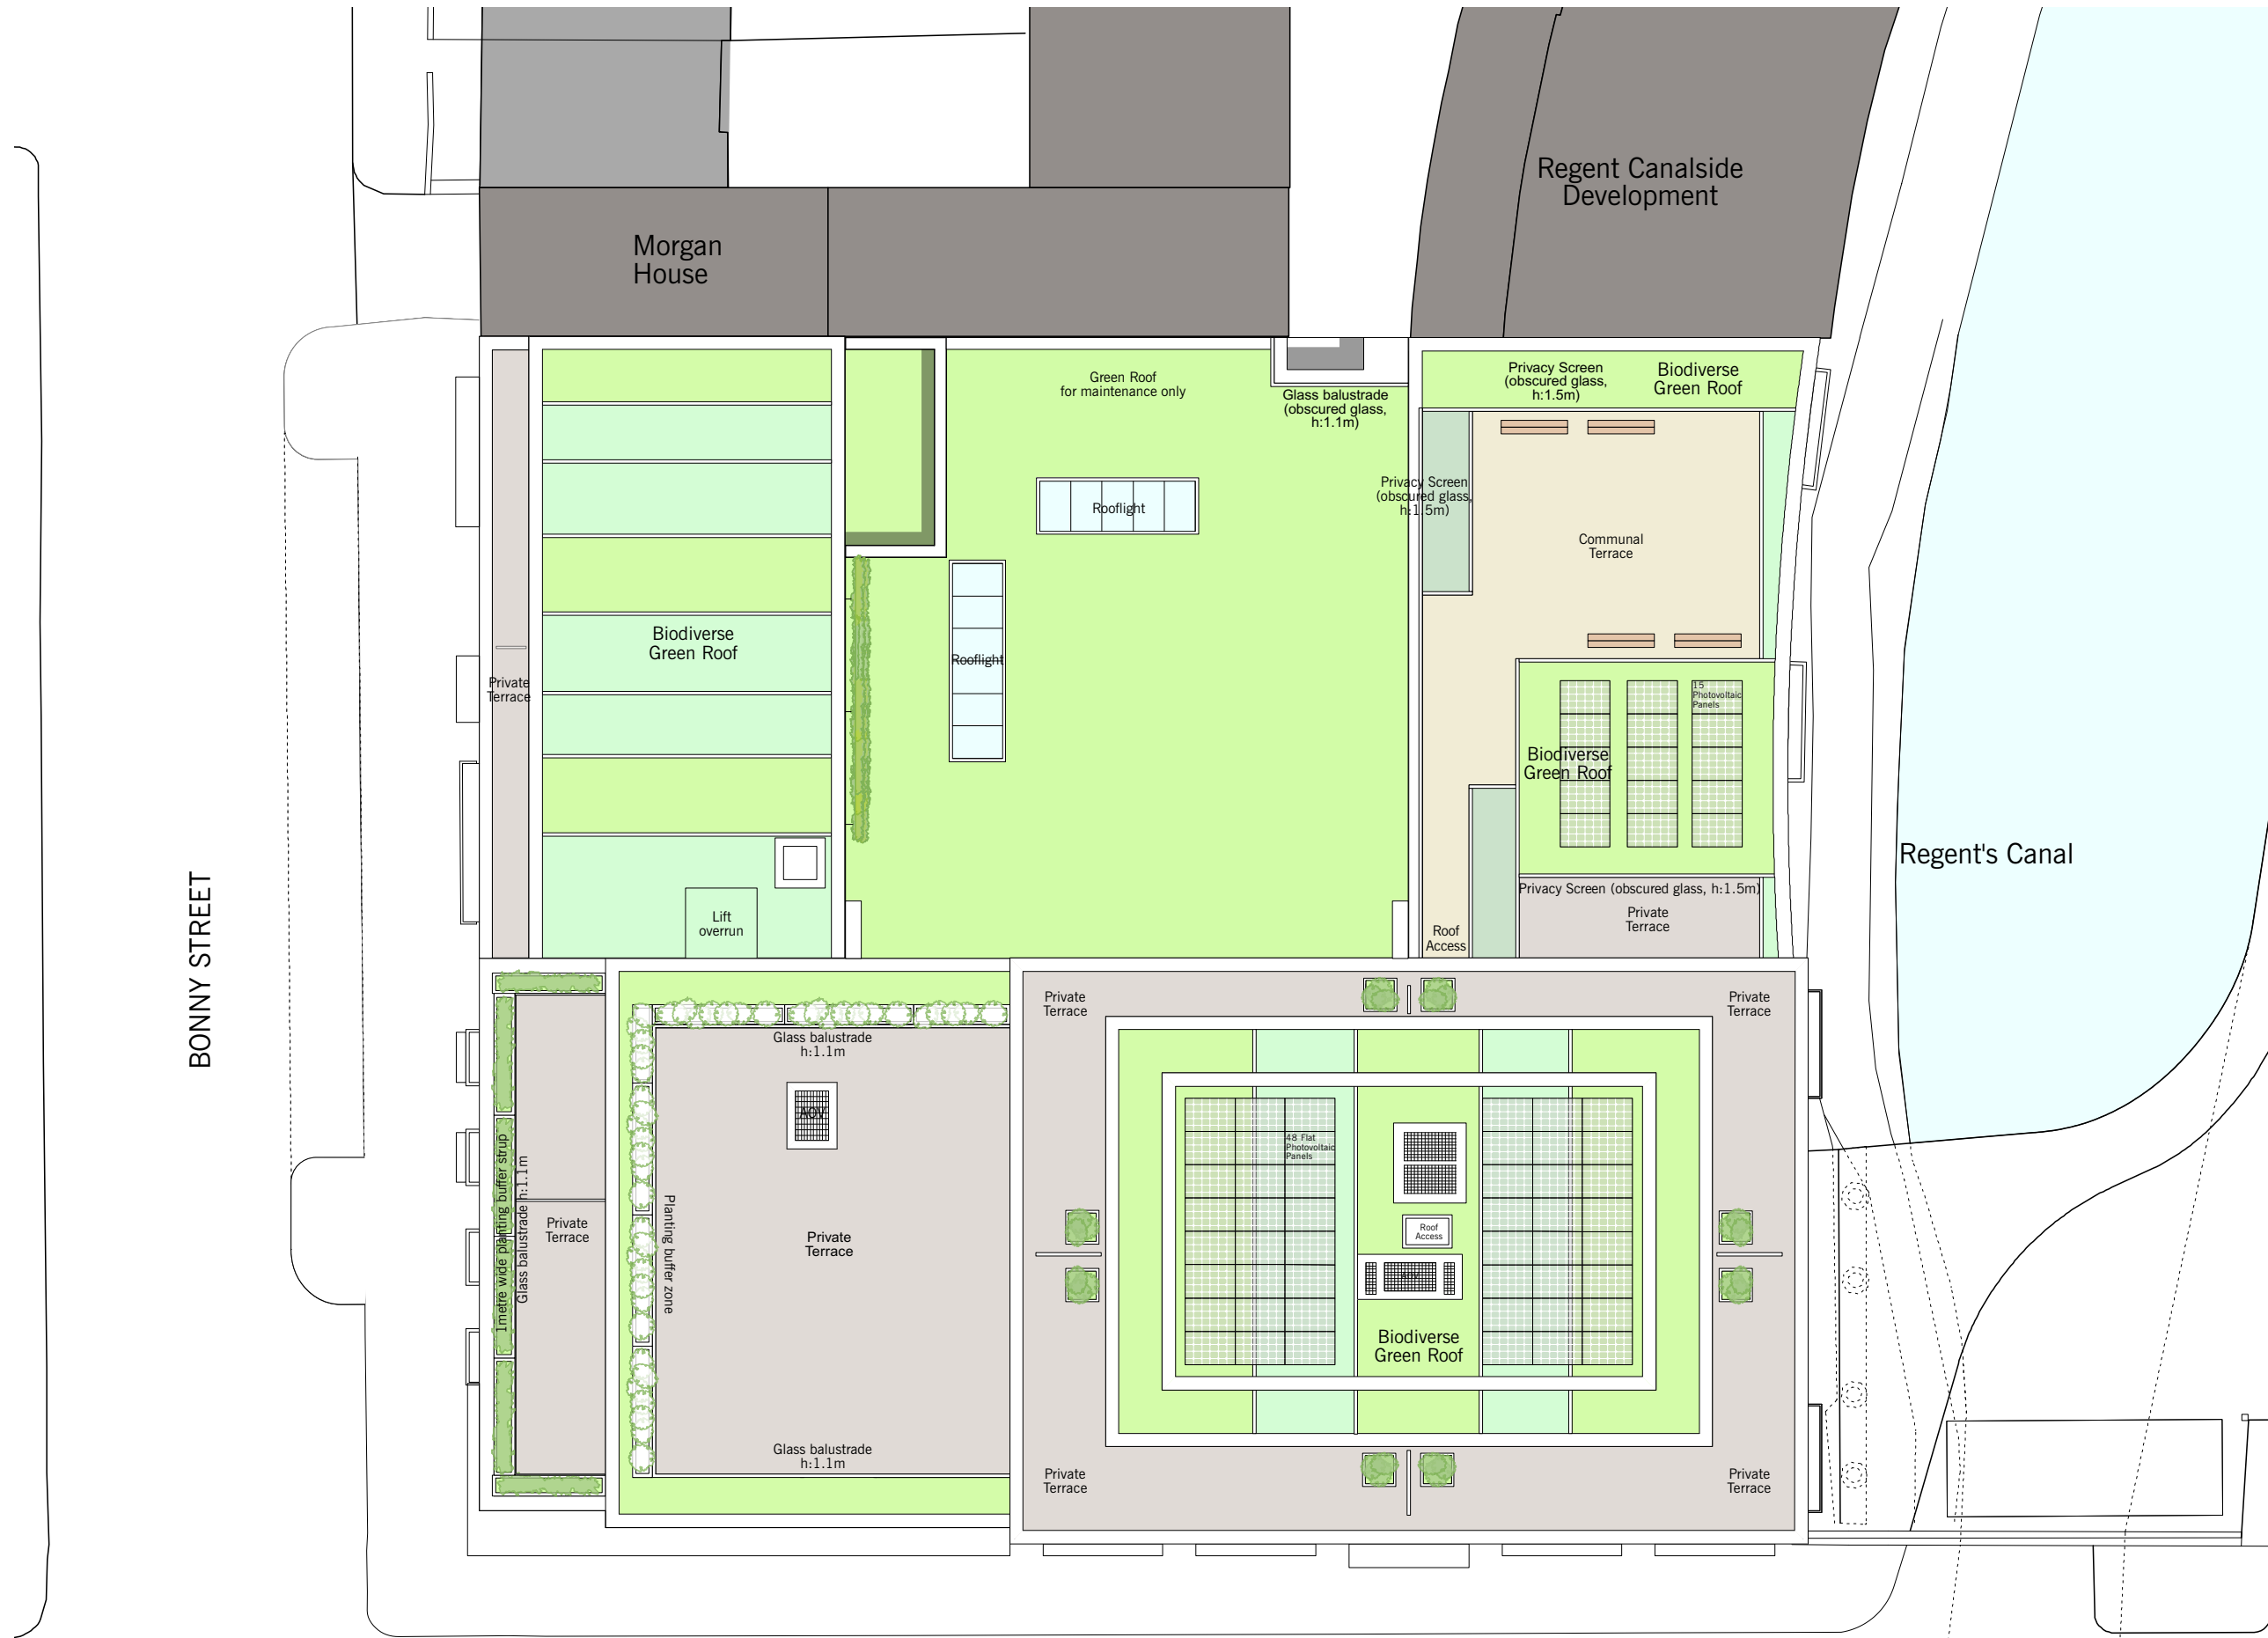 Regent Canalside
Development
Morgan
House
Green Roof
for maintenance only
Glass balustrade
(obscured glass,
h:1.1m)
Privacy Screen
(obscured glass,
h:1.5m)
Biodiverse
Green Roof
Privacy Screen
(obscured glass,
h:1.5m)
Rooflight
Communal
Terrace
Biodiverse
Green Roof
Rooflight
Private
Terrace
15
Photovoltaic
Panels
Biodiverse
Green Roof
Regent's Canal
Privacy Screen (obscured glass, h:1.5m)
Private
Terrace
Lift
overrun
Roof
Access
BONNY STREET
Private
Terrace
Private
Terrace
Glass balustrade
h:1.1m
AOV
48 Flat
Photovoltaic
Panels
1metre wide planting buffer strup
Glass balustrade h:1.1m
Private
Terrace
Planting buffer zone
Private
Terrace
Roof
Access
AOV
Biodiverse
Green Roof
Glass balustrade
h:1.1m
Private
Terrace
Private
Terrace